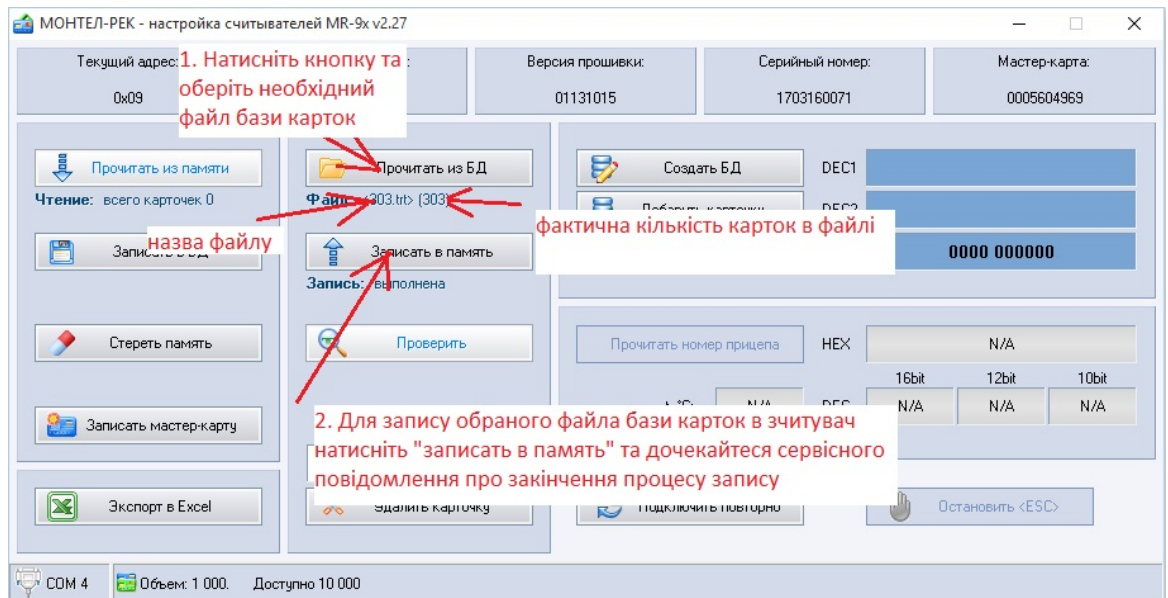 МОНТЕЛ-РЕК - настройка считывателей MR-9x v2.27
Текущий адрес:
0x09
Версия прошивки:
01131015
Серийный номер:
1703160071
Мастер-карта:
0005604969
1. Натисніть кнопку та
оберіть необхідний
файл бази карток
Прочитать из памяти
Чтение: всего карточек 0
Записать в БД
Стереть память
Записать мастер-карту
Экспорт в Excel
Прочитать из БД
Файл: <303.trt> (303)
назва файлу
Записать в память
Запись: выполнена
Проверить
Удалить карточку
Создать БД
DEC1
Добавить карточки
DEC2
фактична кількість карток в файлі
0000 000000
Прочитать номер прицепа
HEX
N/A
16bit 12bit 10bit
N/A
DEC
N/A N/A N/A
2. Для запису обраного файла бази карток в зчитувач
натисніть "записать в память" та дочекайтеся сервісного
повідомлення про закінчення процесу запису
Подключить повторно
Остановить <ESC>
COM 4
Объем: 1 000. Доступно 10 000